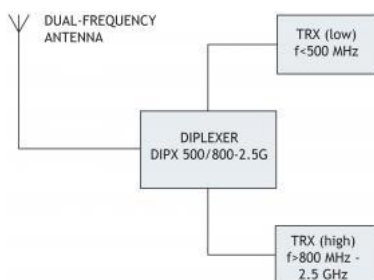 DUAL-FREQUENCY
ANTENNA
TRX (low)
f<500 MHz
DIPLEXER
DIPX 500/800-2.5G
TRX (high)
f>800 MHz -
2.5 GHz